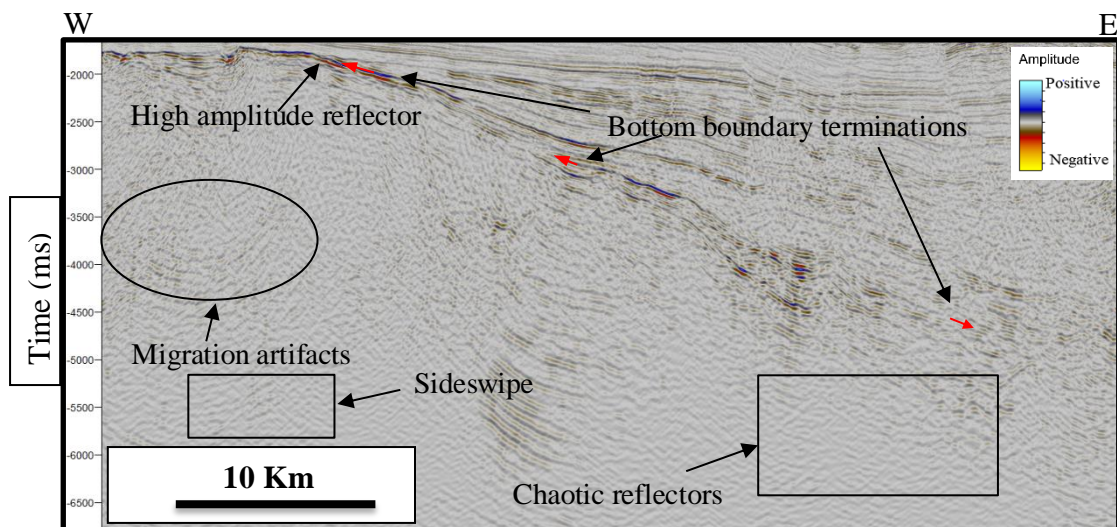 W
E
Amplitude
Positive
Negative
-2000
-2500
-3000
-3500
-4000
-4500
-5000
-5500
-6000
-6500
Time (ms)
High amplitude reflector
Bottom boundary terminations
Migration artifacts
Sideswipe
Chaotic reflectors
10 Km